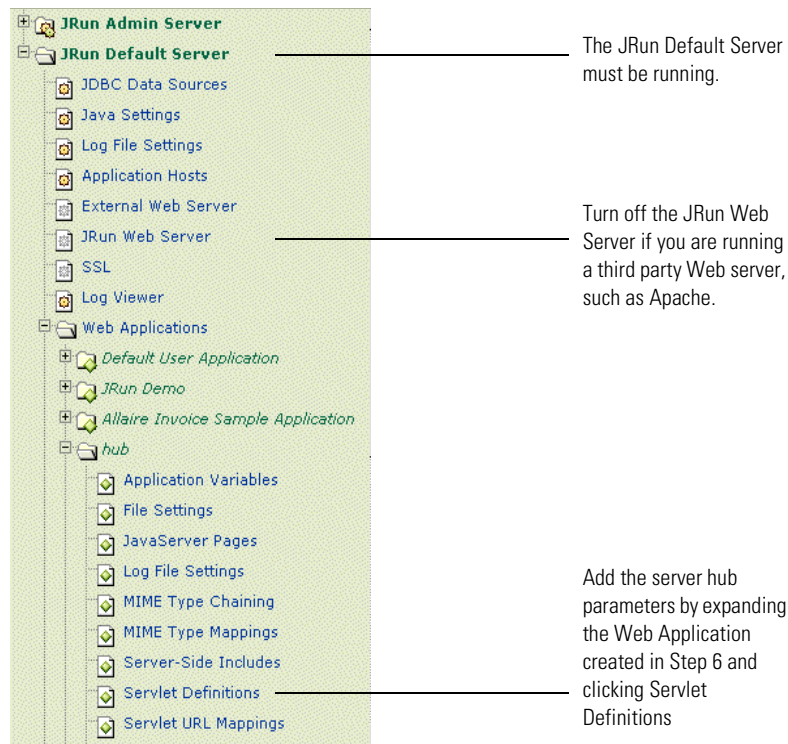 JRun Admin Server
JRun Default Server
JDBC Data Sources
Java Settings
Log File Settings
Application Hosts
External Web Server
JRun Web Server
SSL
Log Viewer
Web Applications
Default User Application
JRun Demo
Allaire Invoice Sample Application
hub
Application Variables
File Settings
JavaServer Pages
Log File Settings
MIME Type Chaining
MIME Type Mappings
Server-Side Includes
Servlet Definitions
Servlet URL Mappings
The JRun Default Server
must be running.
Turn off the JRun Web
Server if you are running
a third party Web server,
such as Apache.
Add the server hub
parameters by expanding
the Web Application
created in Step 6 and
clicking Servlet
Definitions